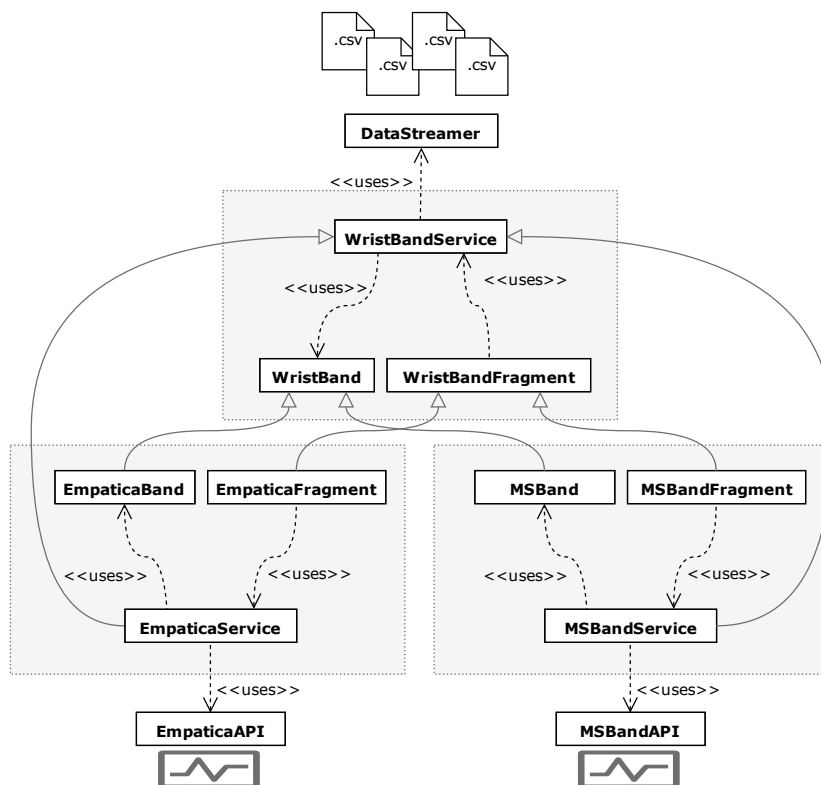 .csv
.csv
.csv
.csv
DataStreamer
<<uses>>
WristBandService
<<uses>>
<<uses>>
WristBand
WristBandFragment
EmpaticaBand
EmpaticaFragment
MSBand
MSBandFragment
<<uses>>
<<uses>>
<<uses>>
<<uses>>
EmpaticaService
MSBandService
<<uses>>
<<uses>>
EmpaticaAPI
MSBandAPI